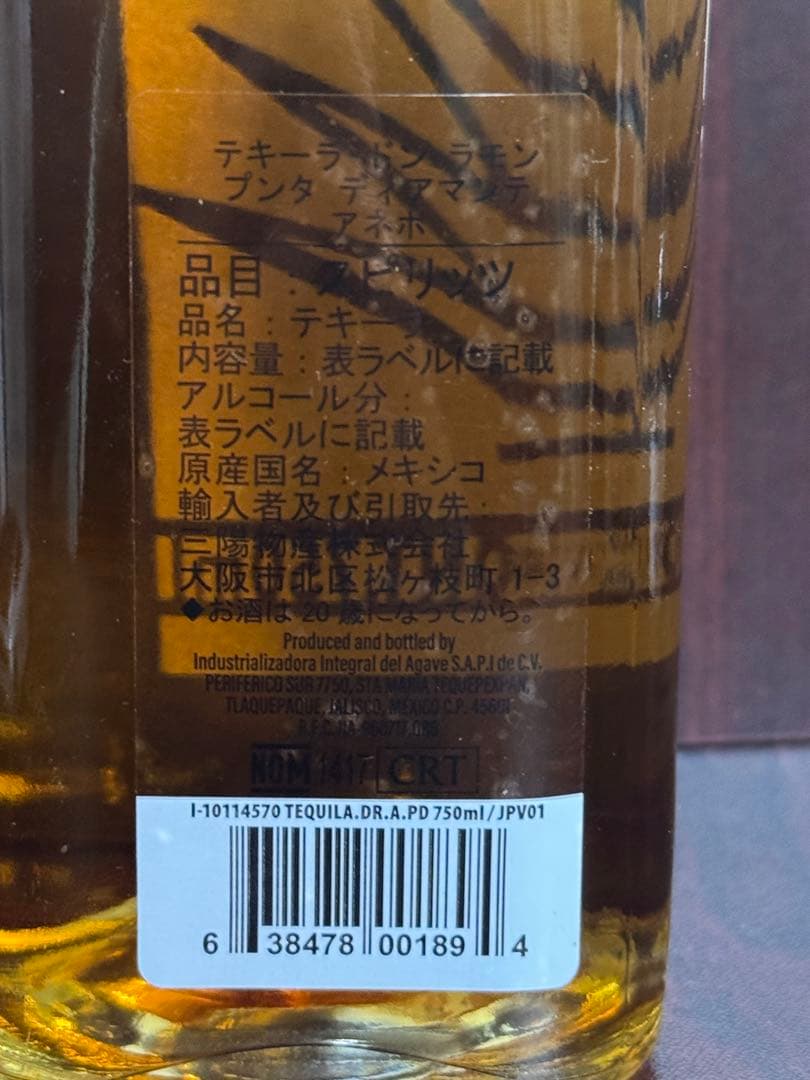 テキーラ ドン ラモン
プンタ ディアマンテ
アネホ
品目 : スピリッツ
品名 : テキーラ
内容量 : 表ラベルに記載
アルコール分 :
表ラベルに記載
原産国名 : メキシコ
輸入者及び引取先 :
三陽物産株式会社
大阪市北区松ヶ枝町 1-3
◆お酒は 20 歳になってから。
Produced and bottled by
Industrializadora Integral del Agave S.A.P.I de C.V.
PERIFERICO SUR 7750, STA MARIA TEQUEPEXPAN,
TLAQUEPAQUE, JALISCO, MEXICO C.P. 45601
NOM 1417 CRT
I-10114570 TEQUILA.DR.A.PD 750ml/JPV01
6 38478 00189 4